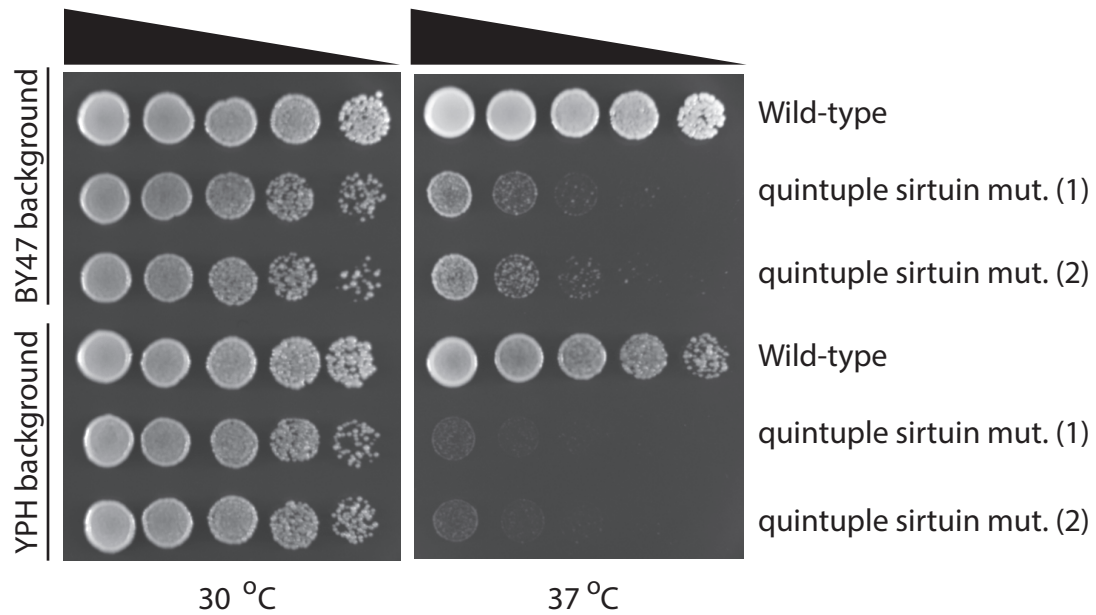 BY47 background
YPH background
Wild-type
quintuple sirtuin mut. (1)
quintuple sirtuin mut. (2)
Wild-type
quintuple sirtuin mut. (1)
quintuple sirtuin mut. (2)
30 °C
37 °C